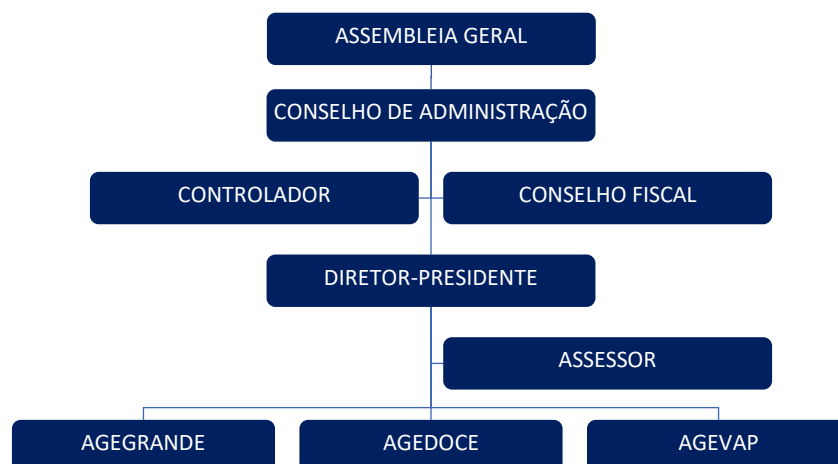 ASSEMBLEIA GERAL
CONSELHO DE ADMINISTRAÇÃO
CONTROLADOR
CONSELHO FISCAL
DIRETOR-PRESIDENTE
ASSESSOR
AGEGRANDE
AGEDOCE
AGEVAP